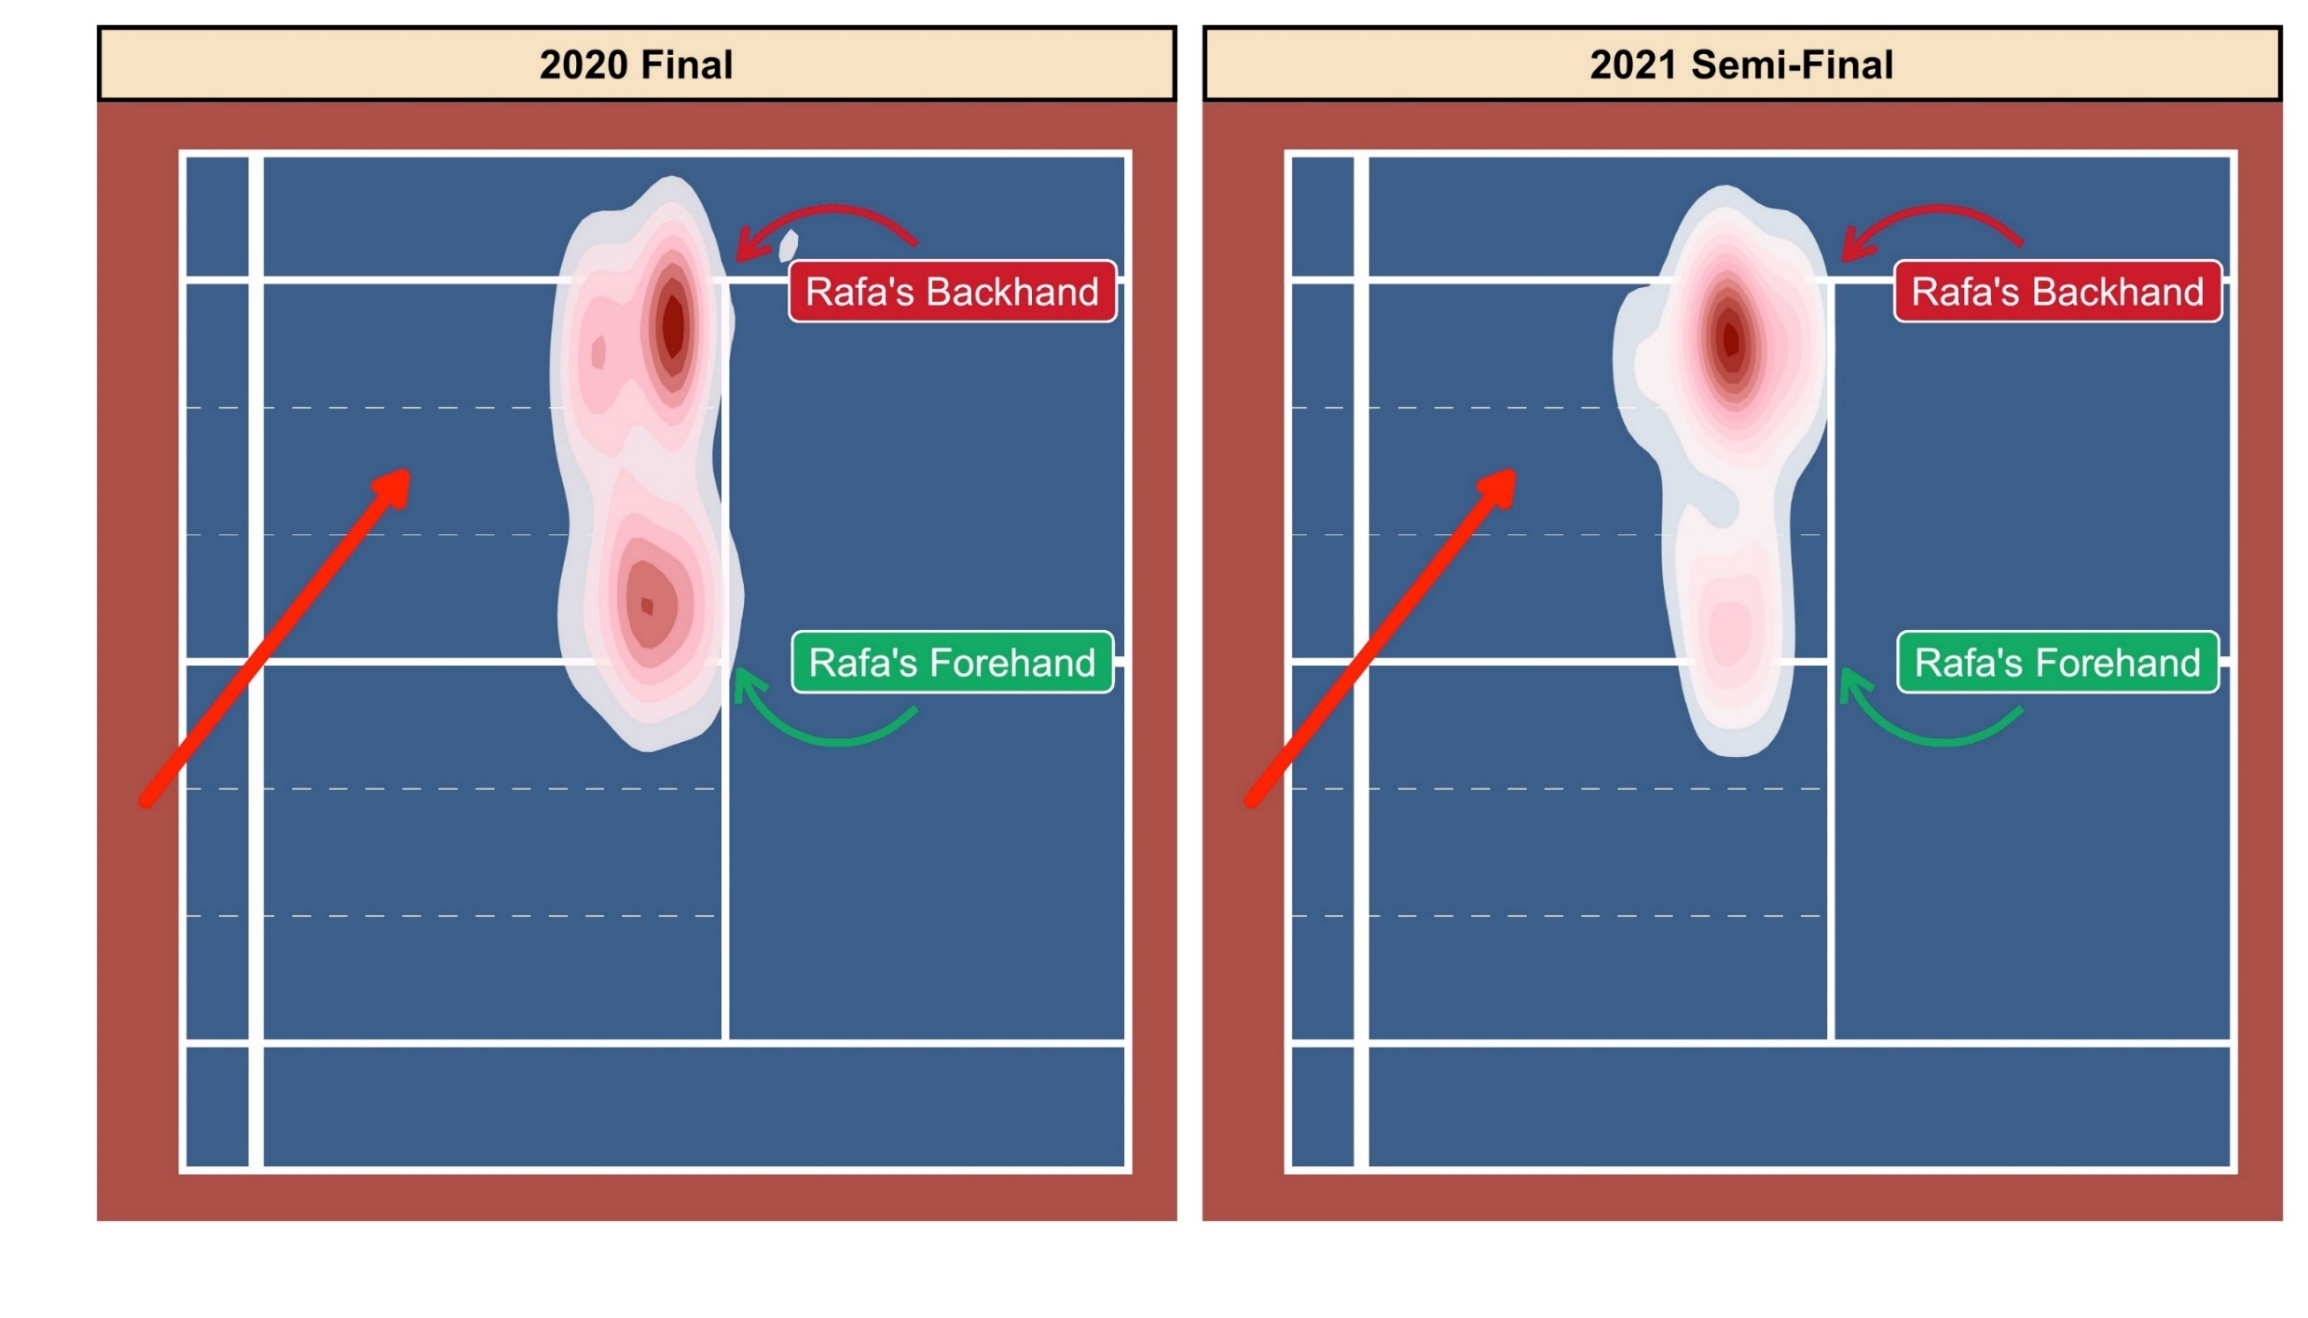 2020 Final
2021 Semi-Final
Rafa's Backhand
Rafa's Backhand
Rafa's Forehand
Rafa's Forehand